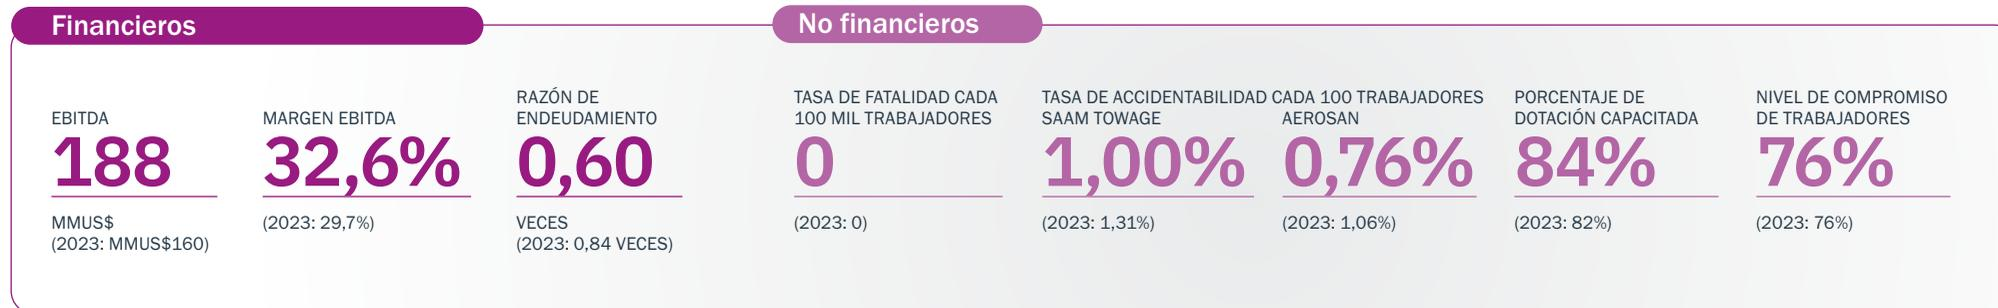 Financieros
EBITDA
188
MMUS$
(2023: MMUS$160)
MARGEN EBITDA
32,6%
(2023: 29,7%)
RAZÓN DE
ENDEUDAMIENTO
0,60
VECES
(2023: 0,84 VECES)
No financieros
TASA DE FATALIDAD CADA
100 MIL TRABAJADORES
0
(2023: 0)
TASA DE ACCIDENTABILIDAD CADA 100 TRABAJADORES
SAAM TOWAGE
1,00%
(2023: 1,31%)
AEROSAN
0,76%
(2023: 1,06%)
PORCENTAJE DE
DOTACIÓN CAPACITADA
84%
(2023: 82%)
NIVEL DE COMPROMISO
DE TRABAJADORES
76%
(2023: 76%)